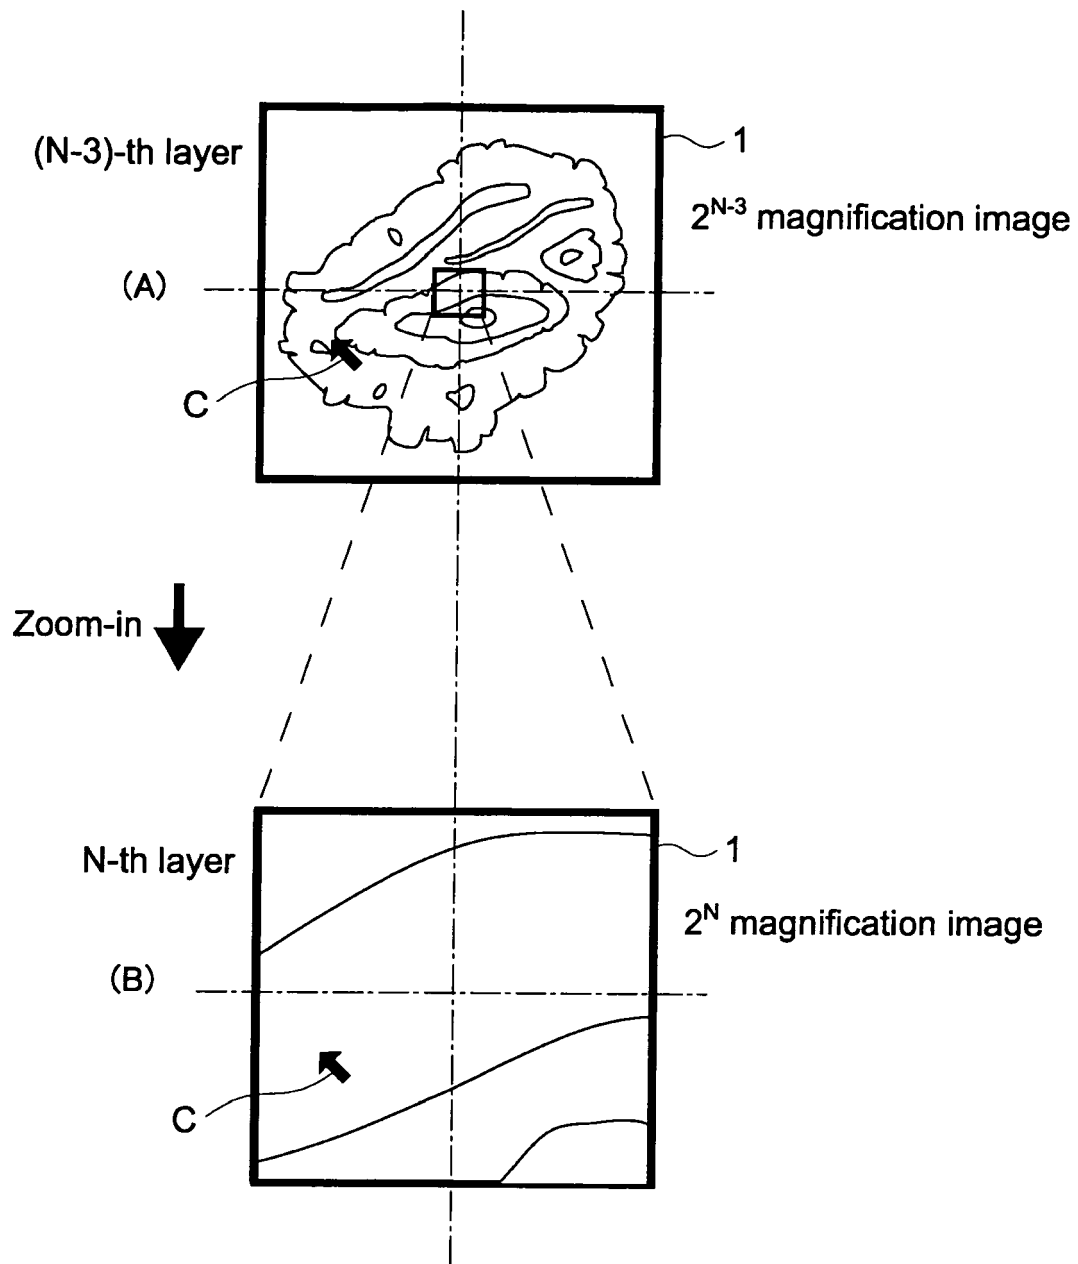 (N-3)-th layer
1
2^N-3 magnification image
(A)
C
Zoom-in
N-th layer
1
2^N magnification image
(B)
C